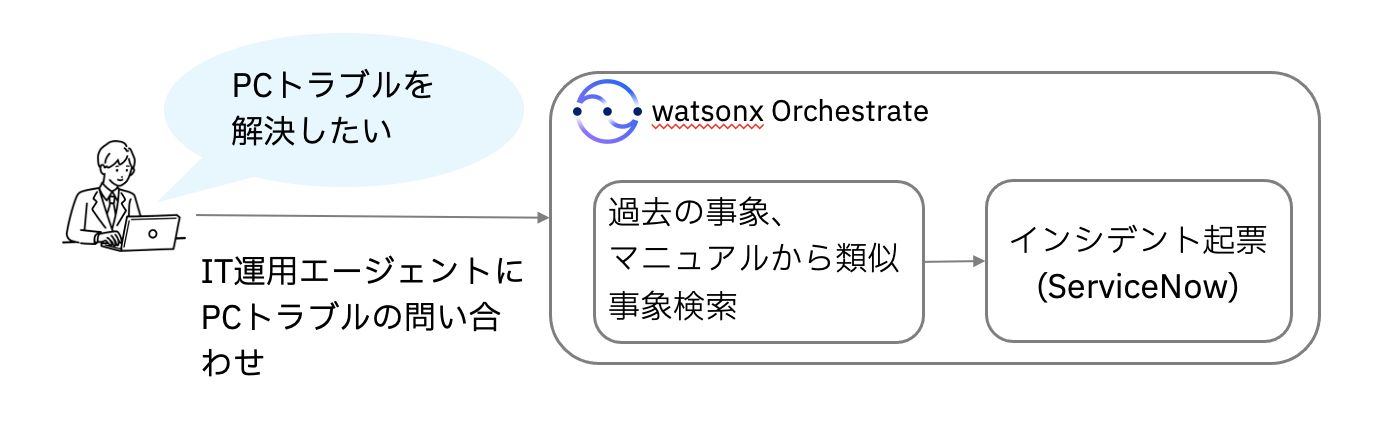 PCトラブルを
解決したい
IT運用エージェントに
PCトラブルの問い合
わせ
watsonx Orchestrate
過去の事象、
マニュアルから類似
事象検索
インシデント起票
(ServiceNow)